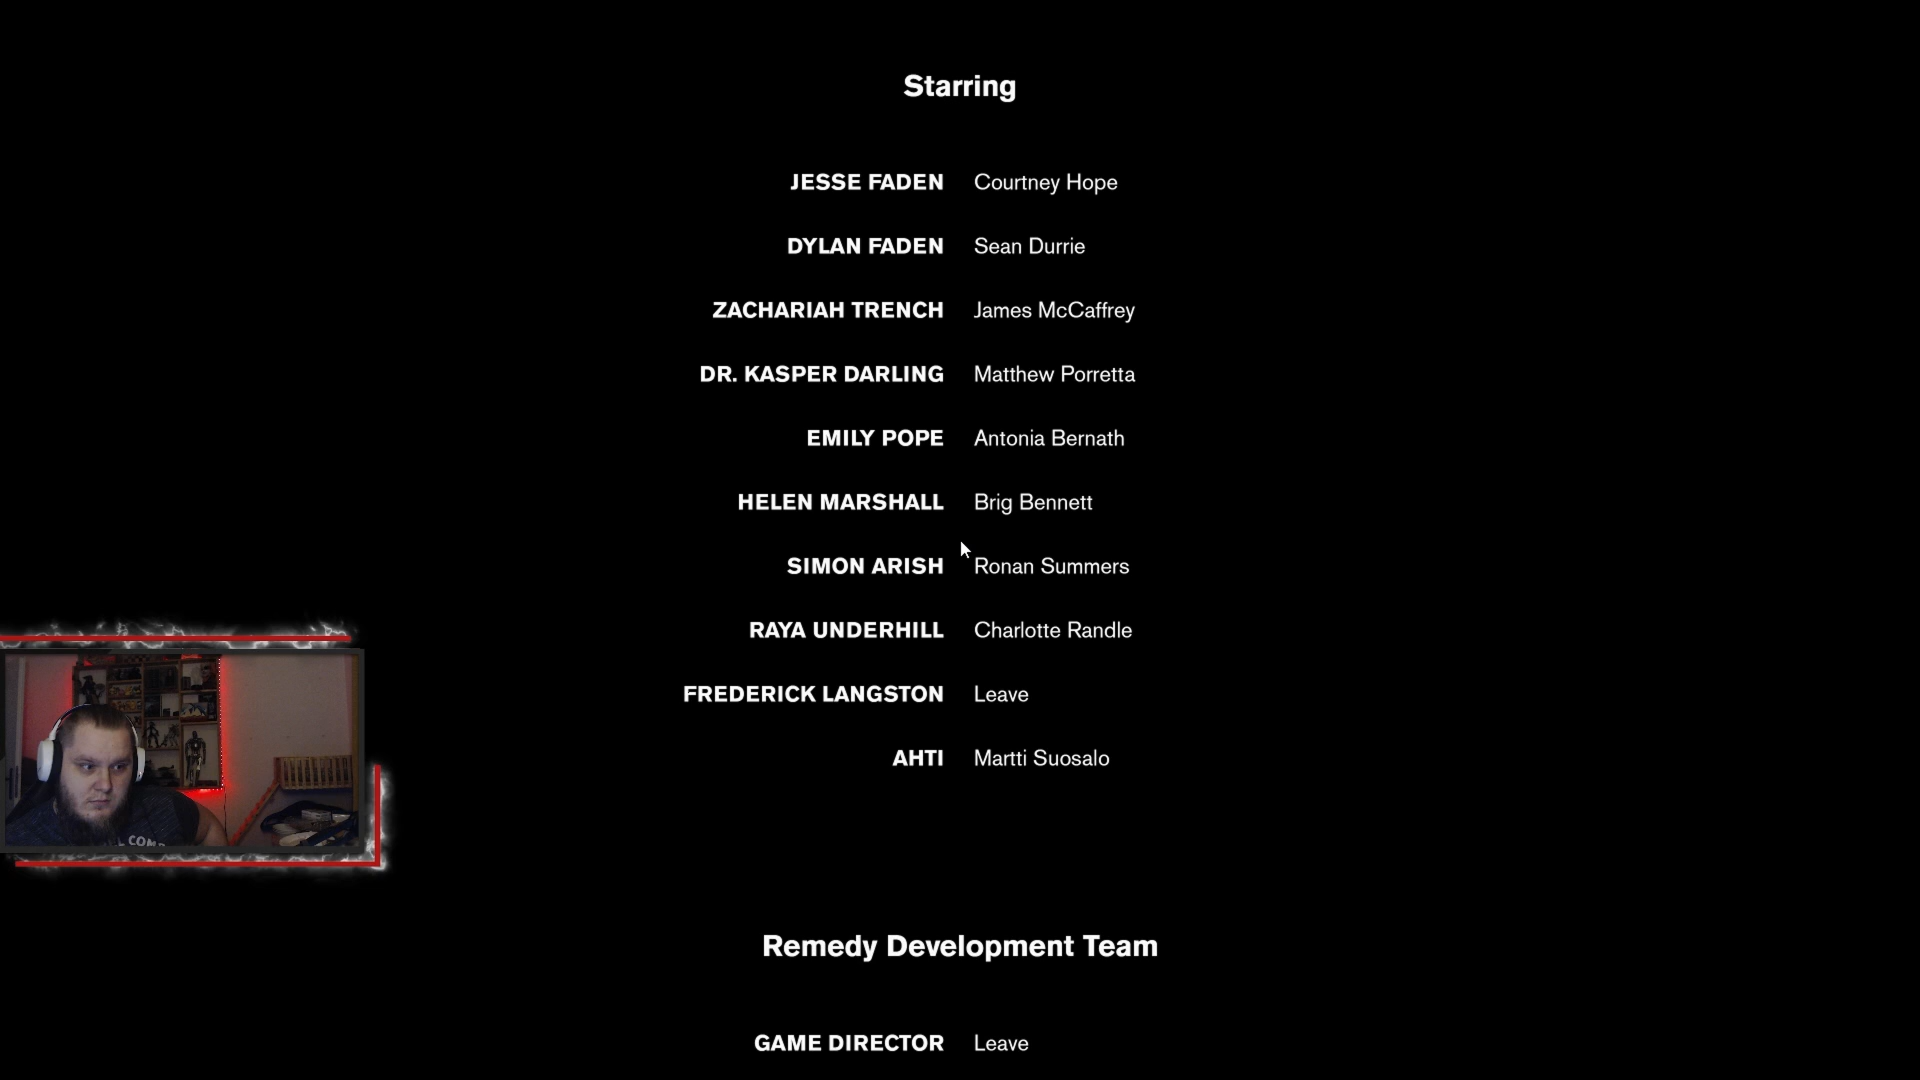 Starring
JESSE FADEN Courtney Hope
DYLAN FADEN Sean Durrie
ZACHARIAH TRENCH James McCaffrey
DR. KASPER DARLING Matthew Porretta
EMILY POPE Antonia Bernath
HELEN MARSHALL Brig Bennett
SIMON ARISH Ronan Summers
RAYA UNDERHILL Charlotte Randle
FREDERICK LANGSTON Leave
AHTI Martti Suosalo
Remedy Development Team
GAME DIRECTOR Leave